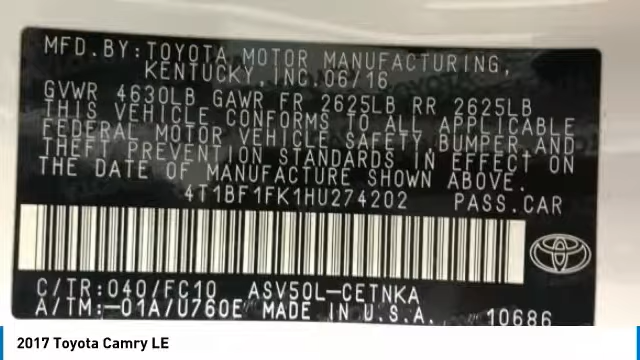 MFD.BY:TOYOTA MOTOR MANUFACTURING,
KENTUCKY,INC.06/16
GVWR 4630LB GAWR FR 2625LB RR 2625LB
THIS VEHICLE CONFORMS TO ALL APPLICABLE
FEDERAL MOTOR VEHICLE SAFETY,BUMPER,AND
THEFT PREVENTION STANDARDS IN EFFECT ON
THE DATE OF MANUFACTURE SHOWN ABOVE.
4T1BF1FK1HU274202 PASS.CAR
C/TR:040/FC10 ASV50L-CETNKA
A/TM:-01A/U760E MADE IN U.S.A. 10686
2017 Toyota Camry LE